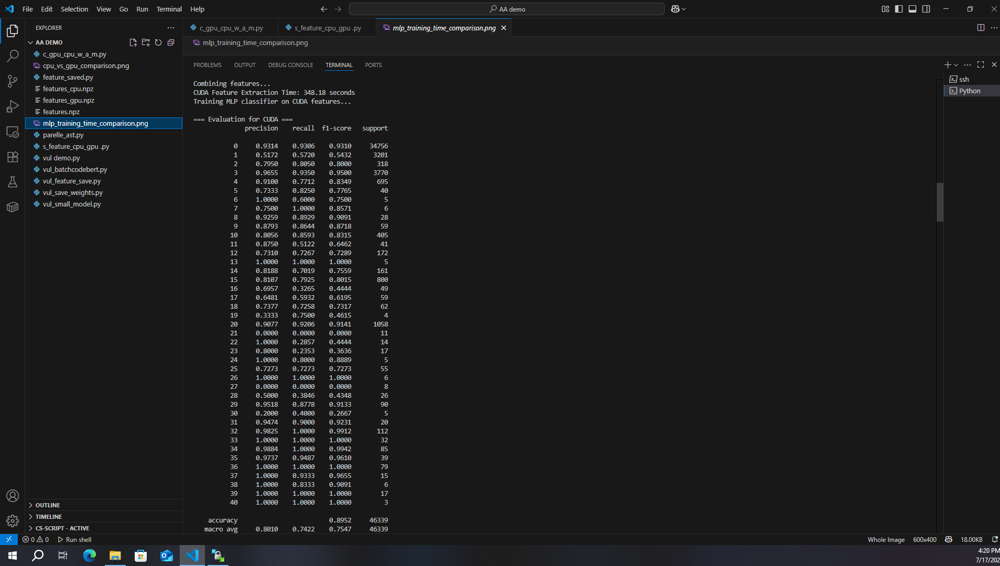 File Edit Selection View Go Run Terminal Help
AA demo
EXPLORER
c_gpu_cpu_w_a_m.py
s_feature_cpu_gpu .py
mlp_training_time_comparison.png
AA DEMO
c_gpu_cpu_w_a_m.py
cpu_vs_gpu_comparison.png
feature_saved.py
features_cpu.npz
features_gpu.npz
features.npz
mlp_training_time_comparison.png
parelle_ast.py
s_feature_cpu_gpu .py
vul demo.py
vul_batchcodebert.py
vul_feature_save.py
vul_save_weights.py
vul_small_model.py
OUTLINE
TIMELINE
CS-SCRIPT - ACTIVE
mlp_training_time_comparison.png
PROBLEMS OUTPUT DEBUG CONSOLE TERMINAL PORTS
ssh
Python
Combining features...
CUDA Feature Extraction Time: 348.18 seconds
Training MLP classifier on CUDA features...
=== Evaluation for CUDA ===
precision recall f1-score support
0 0.9314 0.9306 0.9310 34756
1 0.5172 0.5720 0.5432 3201
2 0.7950 0.8050 0.8000 318
3 0.9655 0.9350 0.9500 3770
4 0.9100 0.7712 0.8349 695
5 0.7333 0.8250 0.7765 40
6 1.0000 0.6000 0.7500 5
7 0.7500 1.0000 0.8571 6
8 0.9259 0.8929 0.9091 28
9 0.8793 0.8644 0.8718 59
10 0.8056 0.8593 0.8315 405
11 0.8750 0.5122 0.6462 41
12 0.7310 0.7267 0.7289 172
13 1.0000 1.0000 1.0000 5
14 0.8188 0.7019 0.7559 161
15 0.8107 0.7925 0.8015 800
16 0.6957 0.3265 0.4444 49
17 0.6481 0.5932 0.6195 59
18 0.7377 0.7258 0.7317 62
19 0.3333 0.7500 0.4615 4
20 0.9077 0.9206 0.9141 1058
21 0.0000 0.0000 0.0000 11
22 1.0000 0.2857 0.4444 14
23 0.8000 0.2353 0.3636 17
24 1.0000 0.8000 0.8889 5
25 0.7273 0.7273 0.7273 55
26 1.0000 1.0000 1.0000 6
27 0.0000 0.0000 0.0000 8
28 0.5000 0.3846 0.4348 26
29 0.9518 0.8778 0.9133 90
30 0.2000 0.4000 0.2667 5
31 0.9474 0.9000 0.9231 20
32 0.9825 1.0000 0.9912 112
33 1.0000 1.0000 1.0000 32
34 0.9884 1.0000 0.9942 85
35 0.9737 0.9487 0.9610 39
36 1.0000 1.0000 1.0000 79
37 1.0000 0.9333 0.9655 15
38 1.0000 0.8333 0.9091 6
39 1.0000 1.0000 1.0000 17
40 1.0000 1.0000 1.0000 3
accuracy 0.8952 46339
macro avg 0.8010 0.7422 0.7547 46339
0 0 Run shell
Whole Image 600x400 18.00KB
4:20 PM
7/17/202